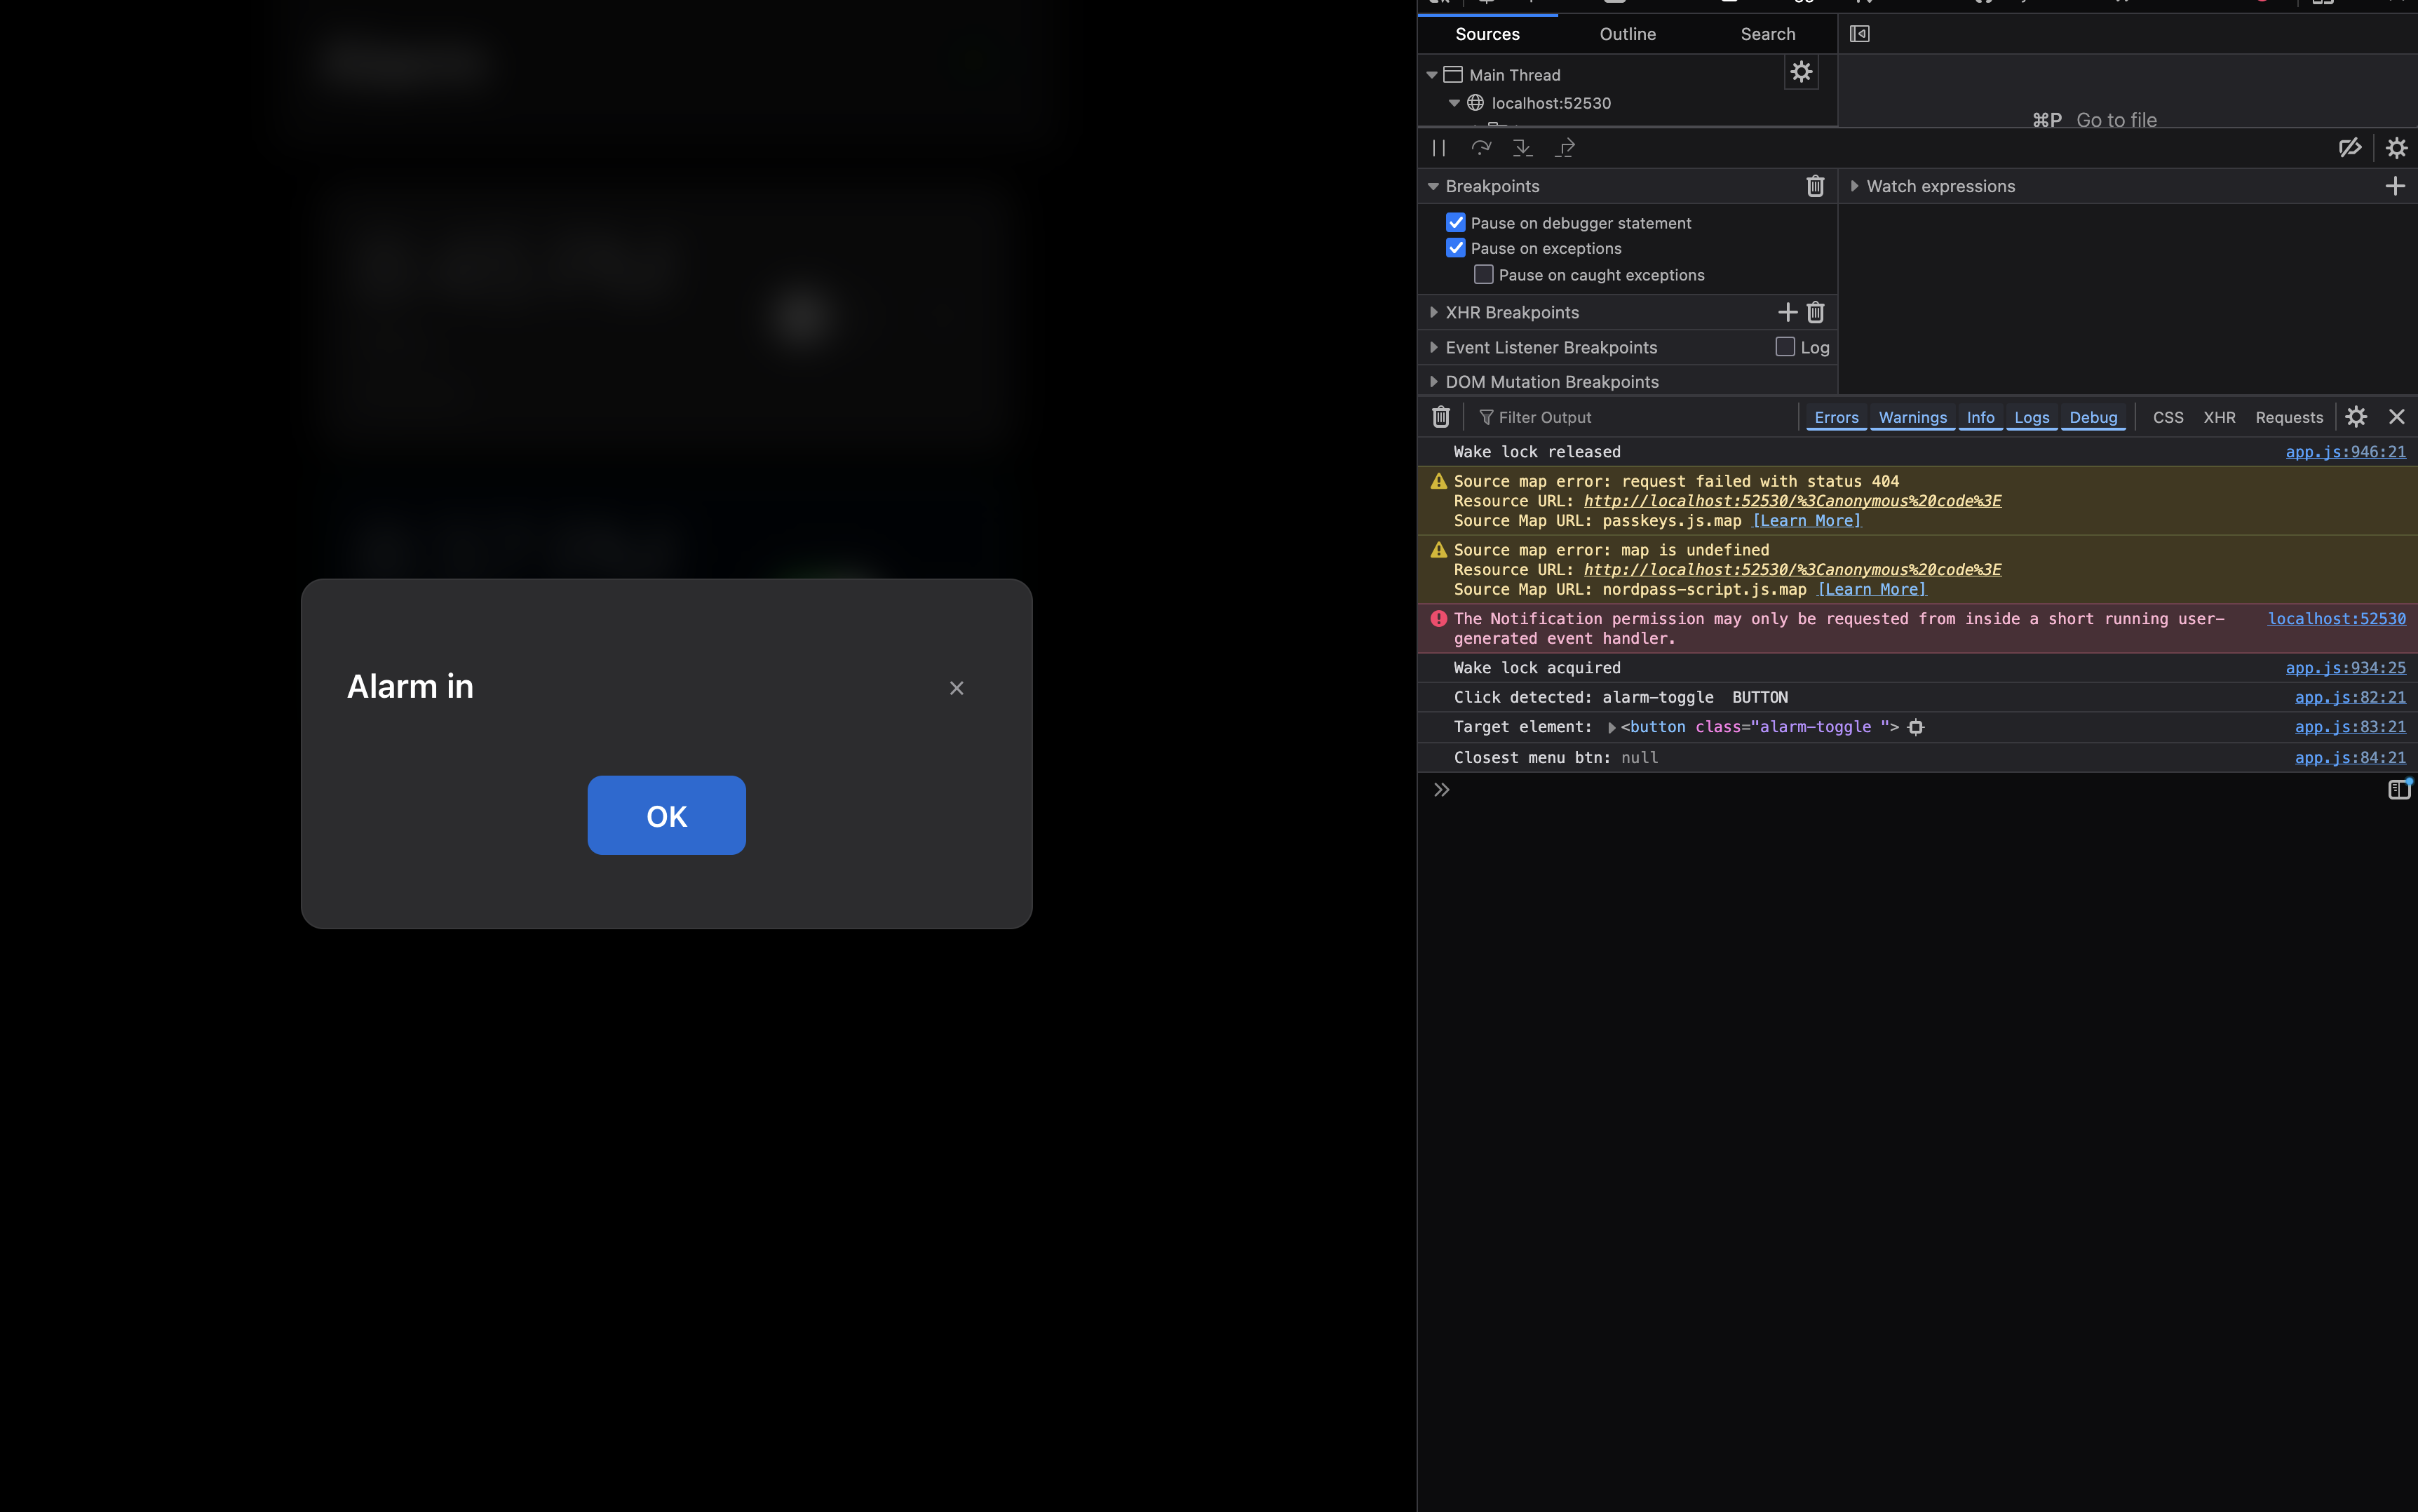 Alarm in
×
OK
Sources Outline Search
Main Thread
localhost:52530
⌘P Go to file
Breakpoints
Watch expressions
Pause on debugger statement
Pause on exceptions
Pause on caught exceptions
XHR Breakpoints
Event Listener Breakpoints Log
DOM Mutation Breakpoints
Filter Output Errors Warnings Info Logs Debug CSS XHR Requests
Wake lock released app.js:946:21
Source map error: request failed with status 404
Resource URL: http://localhost:52530/%3Canonymous%20code%3E
Source Map URL: passkeys.js.map [Learn More]
Source map error: map is undefined
Resource URL: http://localhost:52530/%3Canonymous%20code%3E
Source Map URL: nordpass-script.js.map [Learn More]
The Notification permission may only be requested from inside a short running user- localhost:52530
generated event handler.
Wake lock acquired app.js:934:25
Click detected: alarm-toggle BUTTON app.js:82:21
Target element: <button class="alarm-toggle "> app.js:83:21
Closest menu btn: null app.js:84:21